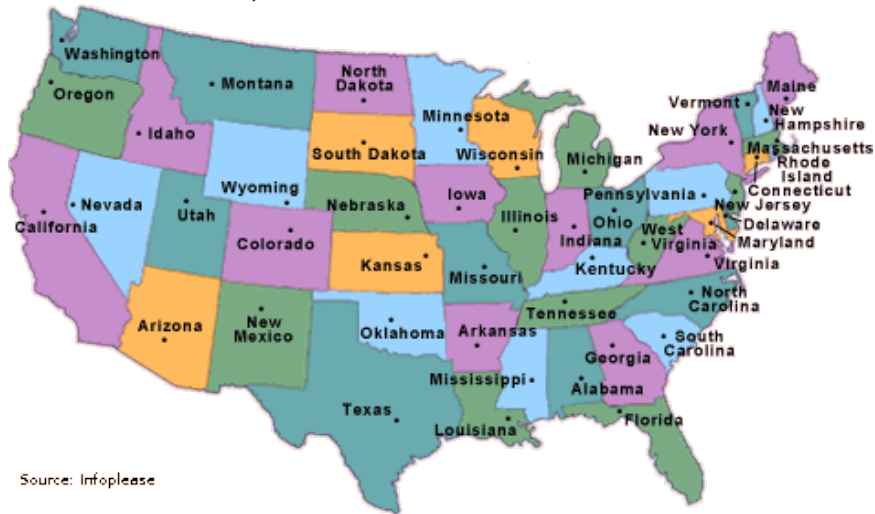 Washington
Oregon
California
Nevada
Idaho
Montana
Wyoming
Utah
Arizona
Colorado
New
Mexico
North
Dakota
South Dakota
Nebraska
Kansas
Oklahoma
Texas
Minnesota
Iowa
Missouri
Arkansas
Louisiana
Wisconsin
Illinois
Michigan
Indiana
Ohio
Kentucky
Tennessee
Mississippi
Alabama
Georgia
Florida
South
Carolina
North
Carolina
Virginia
West
Virginia
Maryland
Delaware
New Jersey
Pennsylvania
Connecticut
Rhode
Island
Massachusetts
New York
Vermont
New
Hampshire
Maine
Source: Infoplease